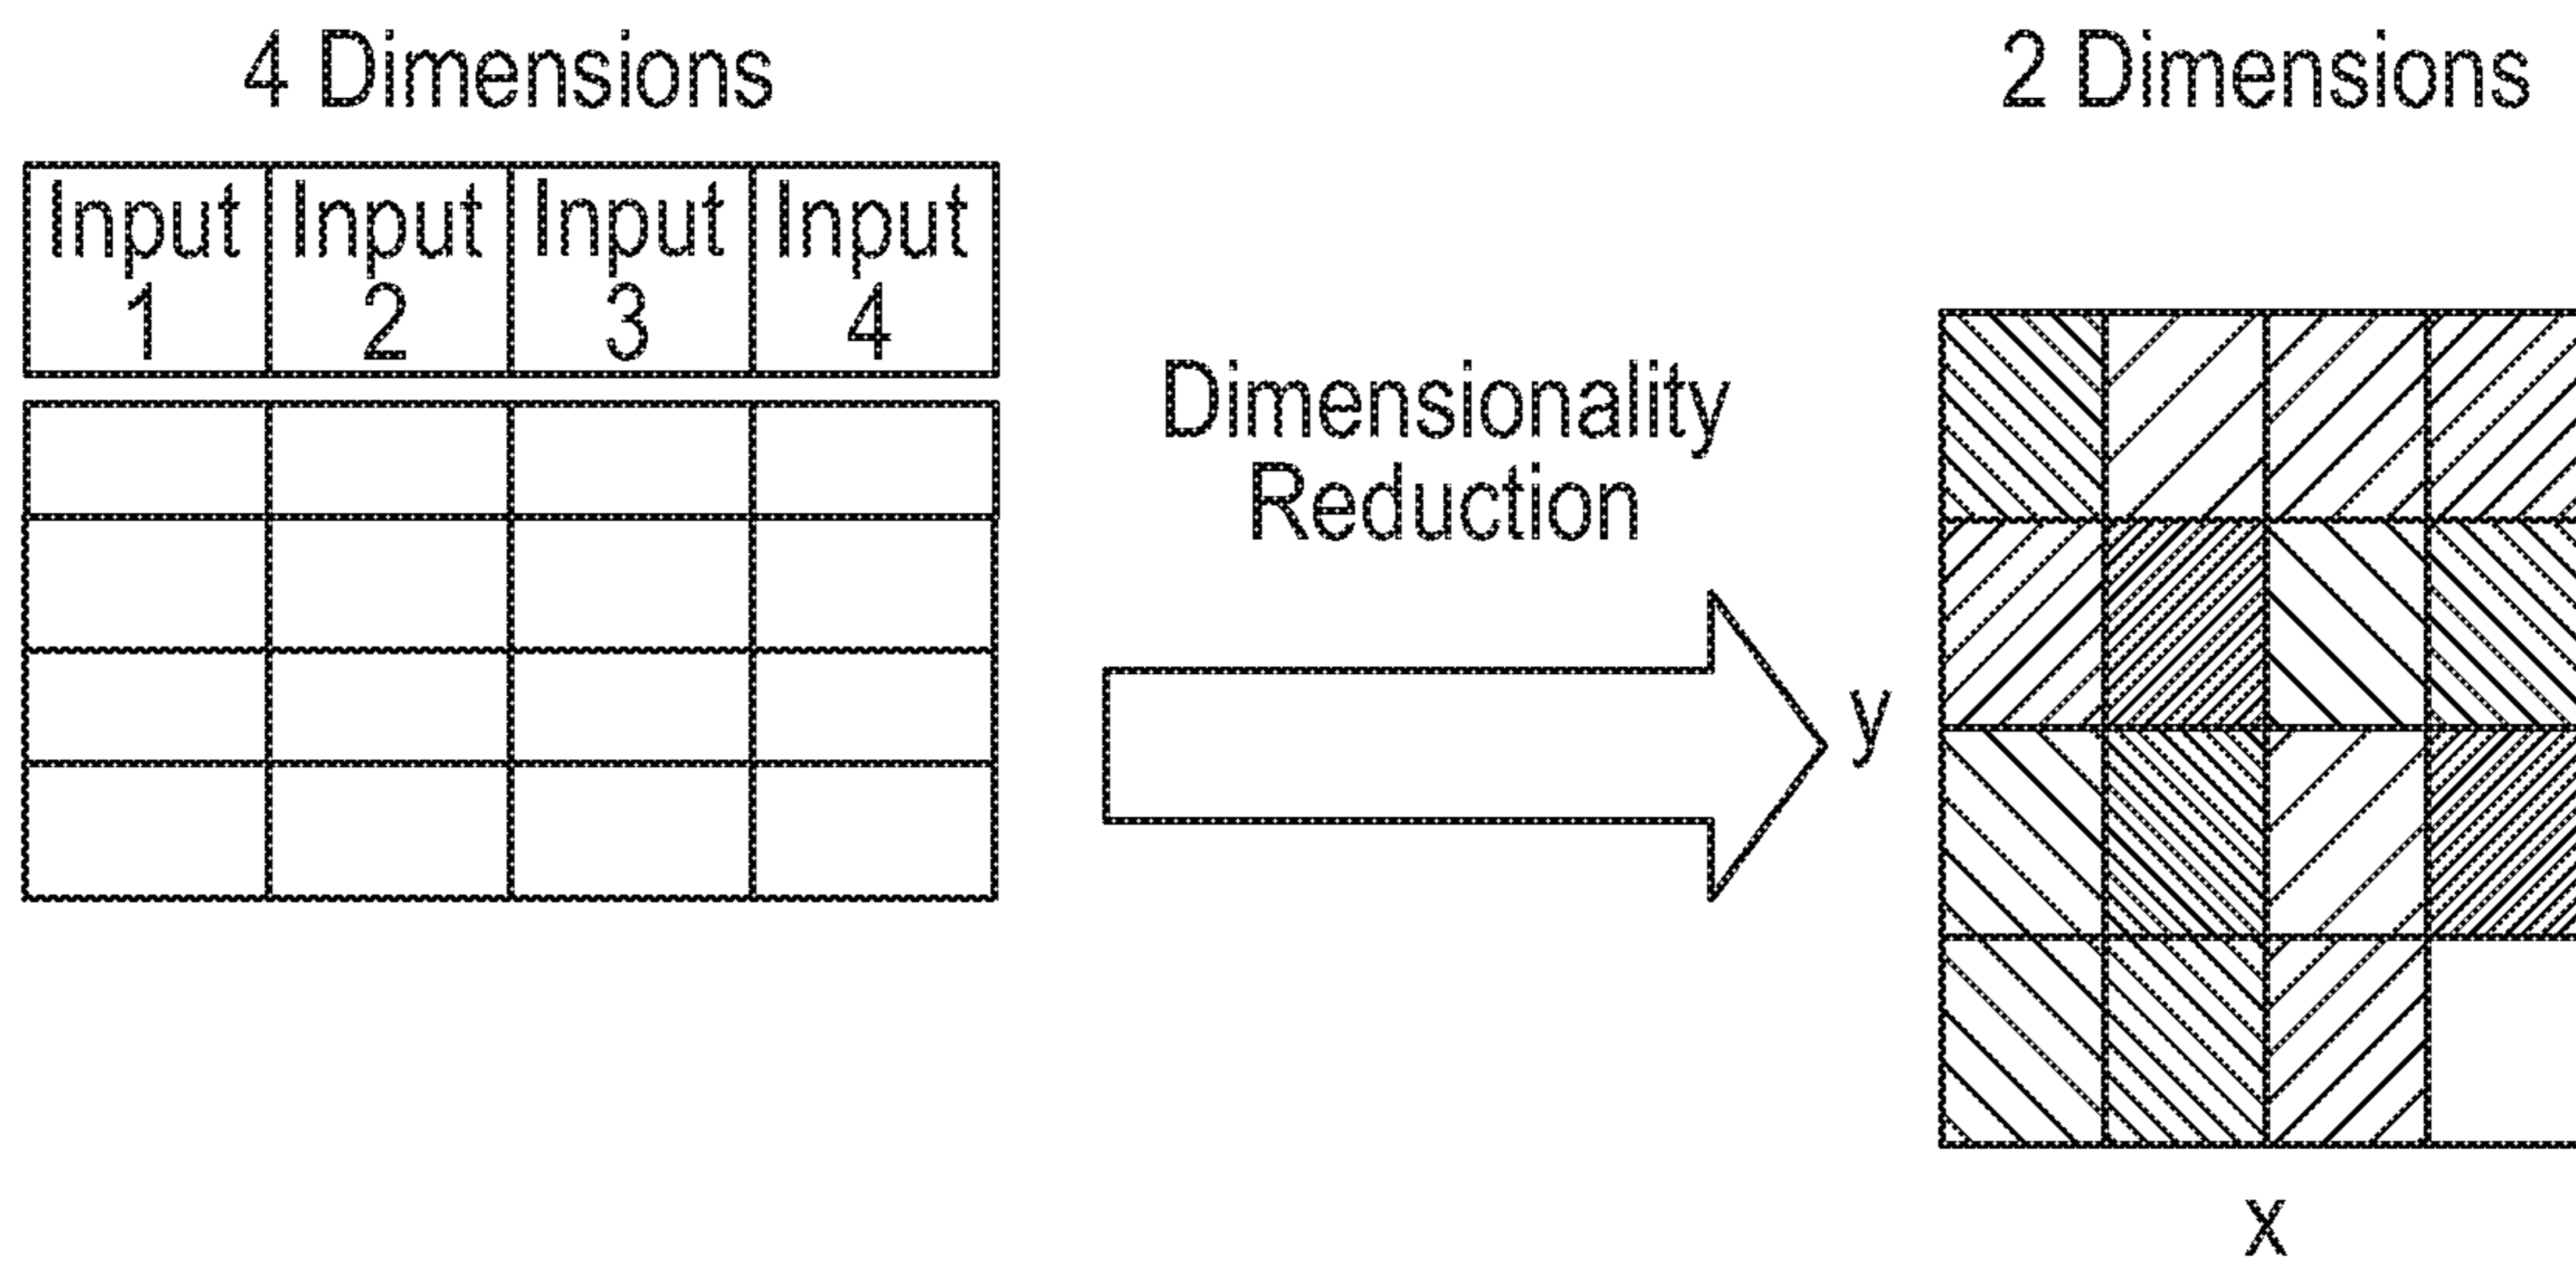 4 Dimensions
2 Dimensions
Input 1
Input 2
Input 3
Input 4
Dimensionality
Reduction
y
x